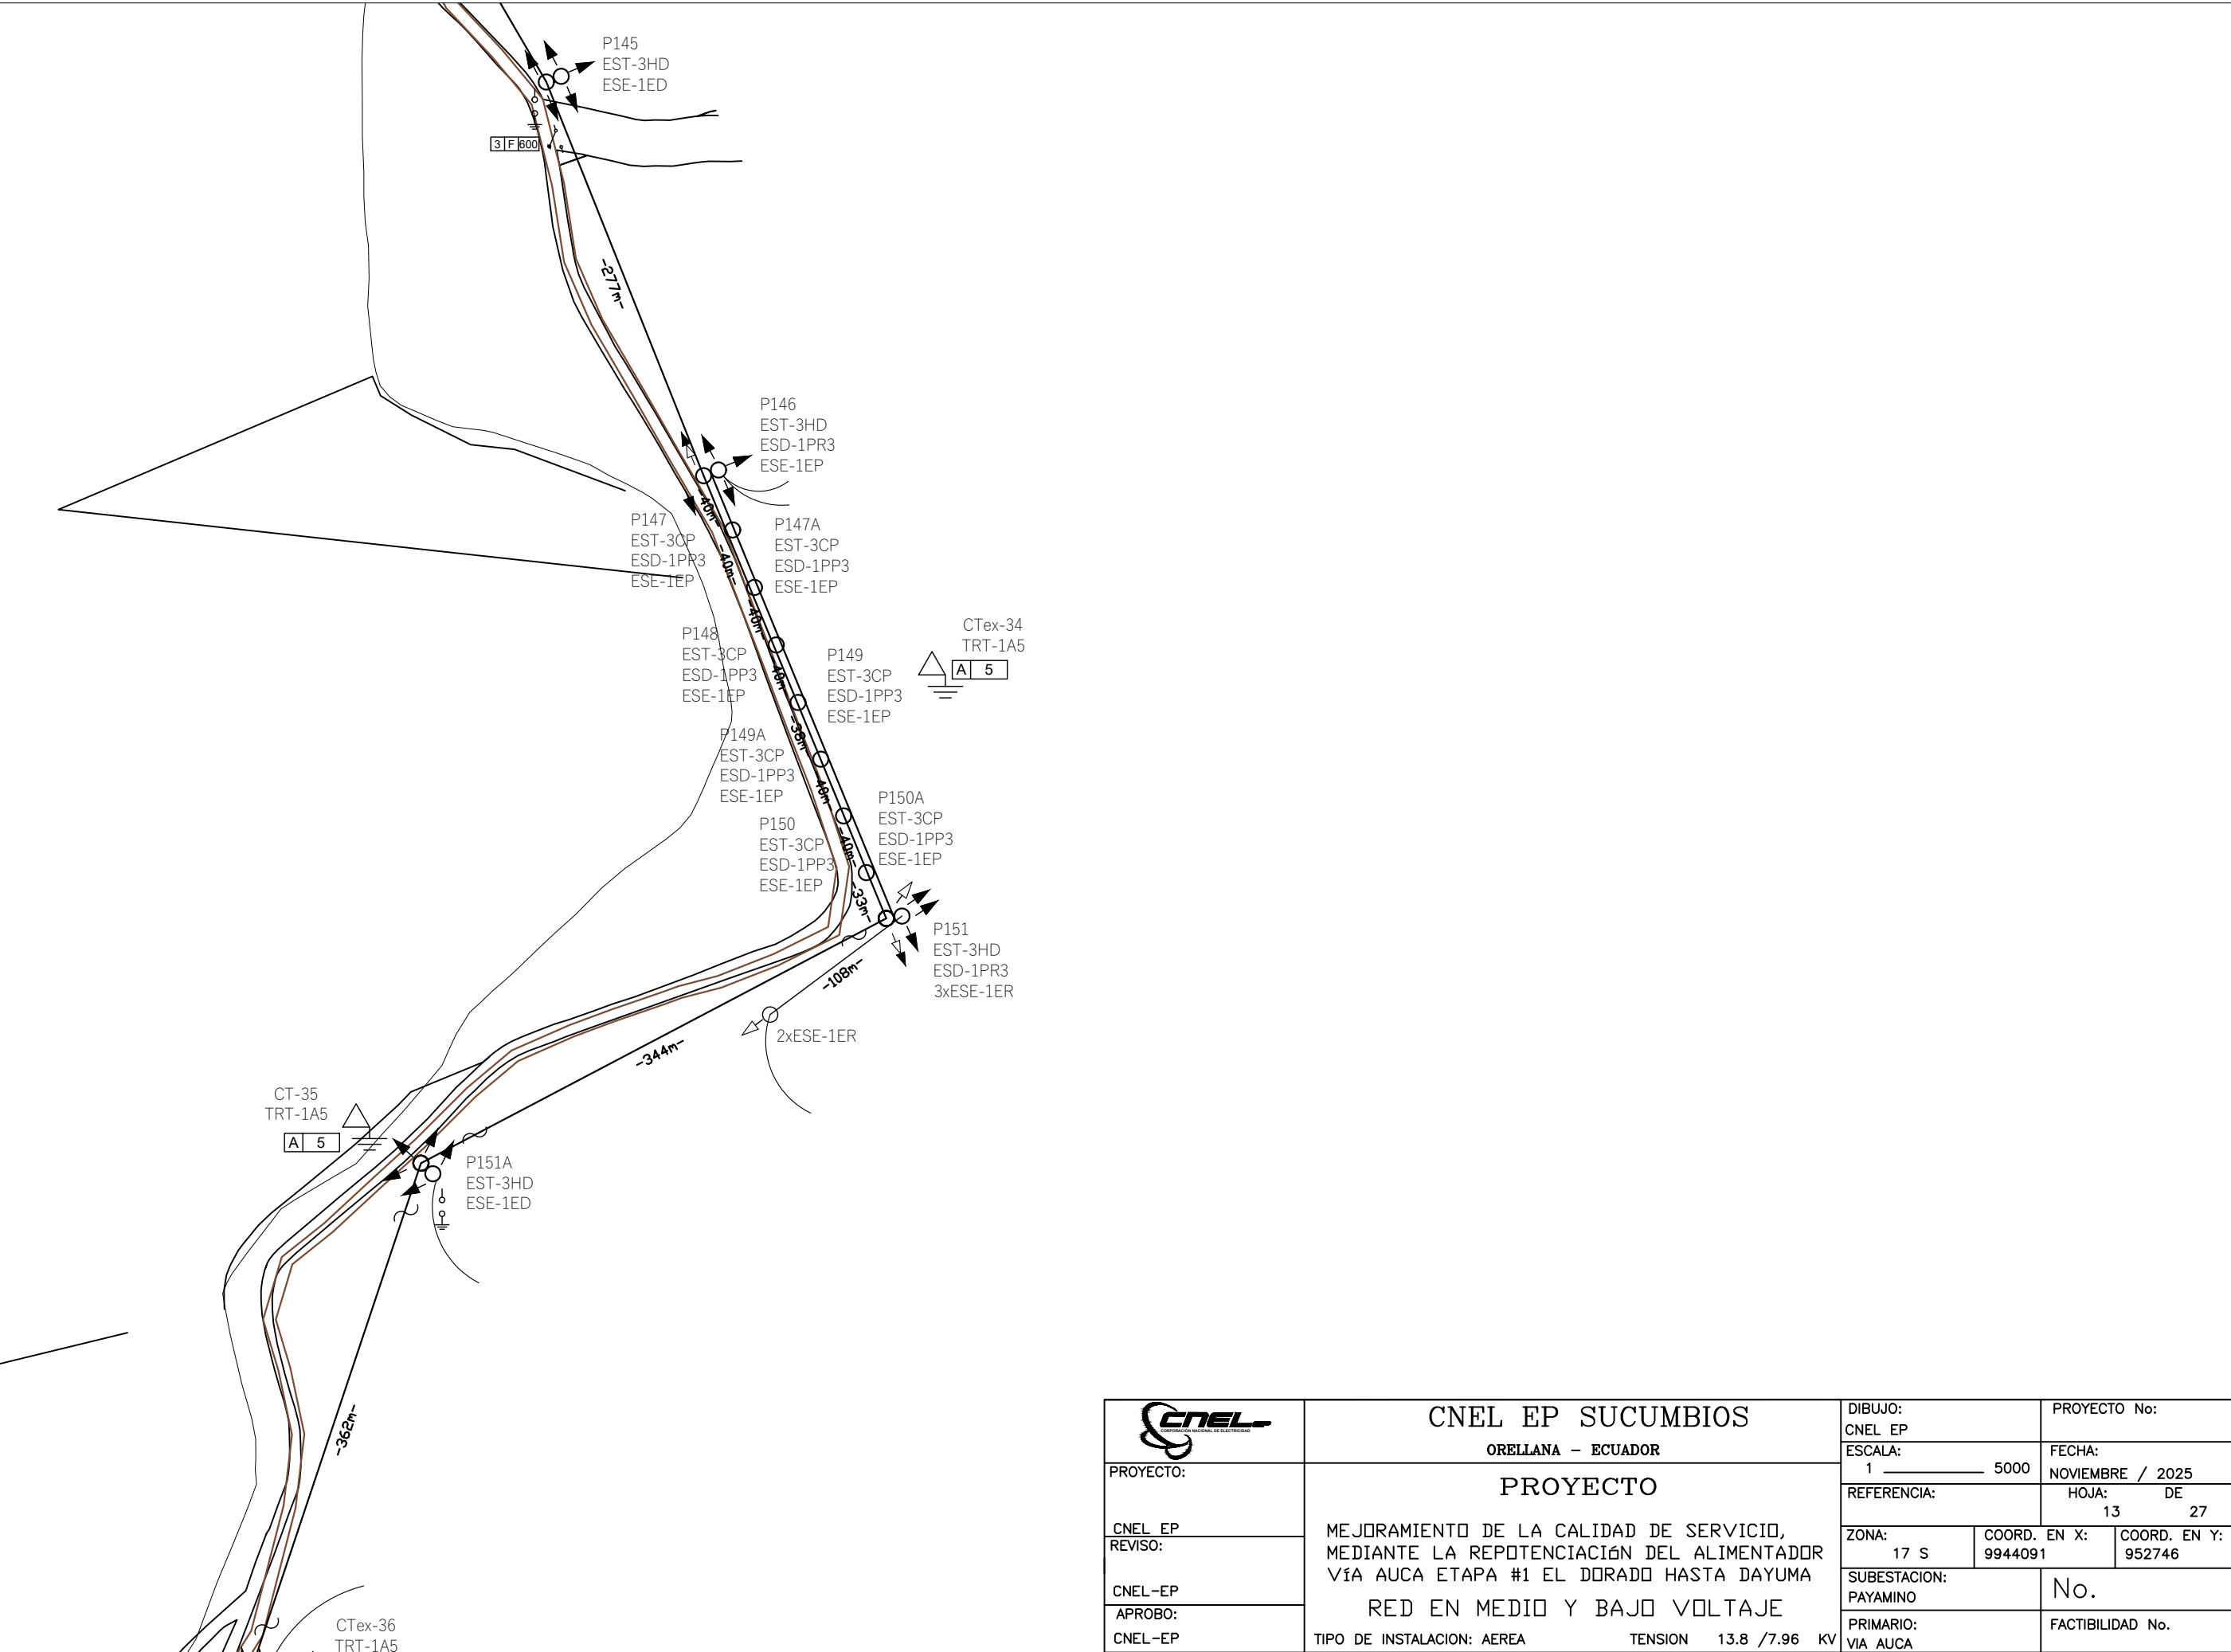 P145
EST-3HD
ESE-1ED
3 F 600
-277m-
P146
EST-3HD
ESD-1PR3
ESE-1EP
-40m-
P147
EST-3CP
ESD-1PP3
ESE-1EP
P147A
EST-3CP
ESD-1PP3
ESE-1EP
-40m-
-40m-
CTex-34
TRT-1A5
A 5
P148
EST-3CP
ESD-1PP3
ESE-1EP
P149
EST-3CP
ESD-1PP3
ESE-1EP
-40m-
-38m-
P149A
EST-3CP
ESD-1PP3
ESE-1EP
-40m-
P150A
EST-3CP
ESD-1PP3
ESE-1EP
P150
EST-3CP
ESD-1PP3
ESE-1EP
-40m-
-33m-
P151
EST-3HD
ESD-1PR3
3xESE-1ER
-108m-
2xESE-1ER
-344m-
CT-35
TRT-1A5
A 5
P151A
EST-3HD
ESE-1ED
-362m-
CTex-36
TRT-1A5
CNEL EP
CORPORACIÓN NACIONAL DE ELECTRICIDAD
CNEL EP SUCUMBIOS
ORELLANA - ECUADOR
DIBUJO:
CNEL EP
PROYECTO No:
ESCALA:
1 5000
FECHA:
NOVIEMBRE / 2025
PROYECTO:
CNEL EP
REVISO:
CNEL-EP
APROBO:
CNEL-EP
PROYECTO
MEJORAMIENTO DE LA CALIDAD DE SERVICIO,
MEDIANTE LA REPOTENCIACIóN DEL ALIMENTADOR
VíA AUCA ETAPA #1 EL DORADO HASTA DAYUMA
RED EN MEDIO Y BAJO VOLTAJE
TIPO DE INSTALACION: AEREA TENSION 13.8 /7.96 KV
REFERENCIA:
HOJA: DE
13 27
ZONA:
17 S
COORD. EN X:
9944091
COORD. EN Y:
952746
SUBESTACION:
PAYAMINO
No.
PRIMARIO:
VIA AUCA
FACTIBILIDAD No.